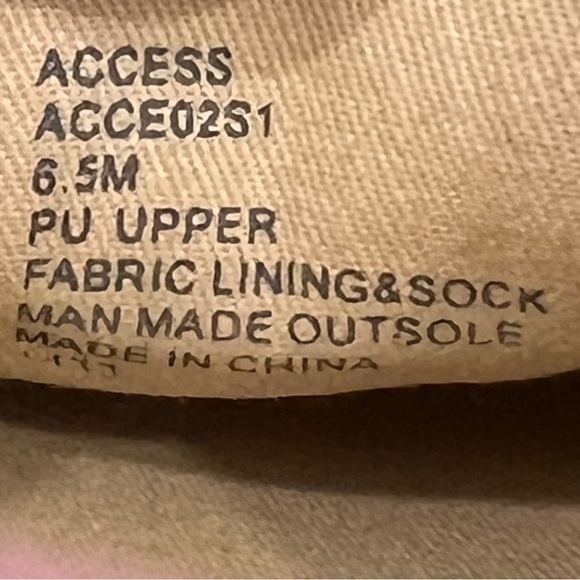 ACCESS
ACCE02S1
6.5M
PU UPPER
FABRIC LINING&SOCK
MAN MADE OUTSOLE
MADE IN CHINA